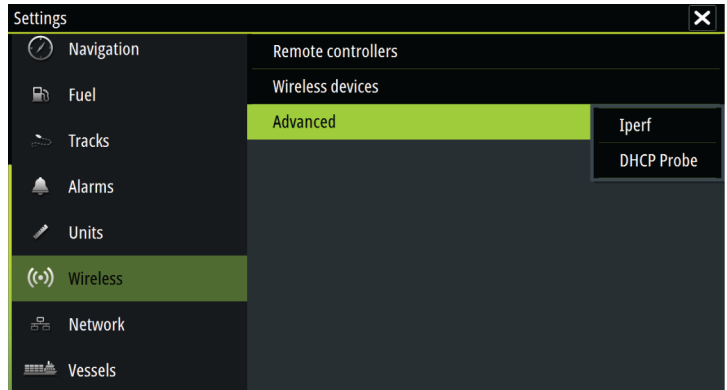 Settings
Navigation
Fuel
Tracks
Alarms
Units
Wireless
Network
Vessels
Remote controllers
Wireless devices
Advanced
Iperf
DHCP Probe